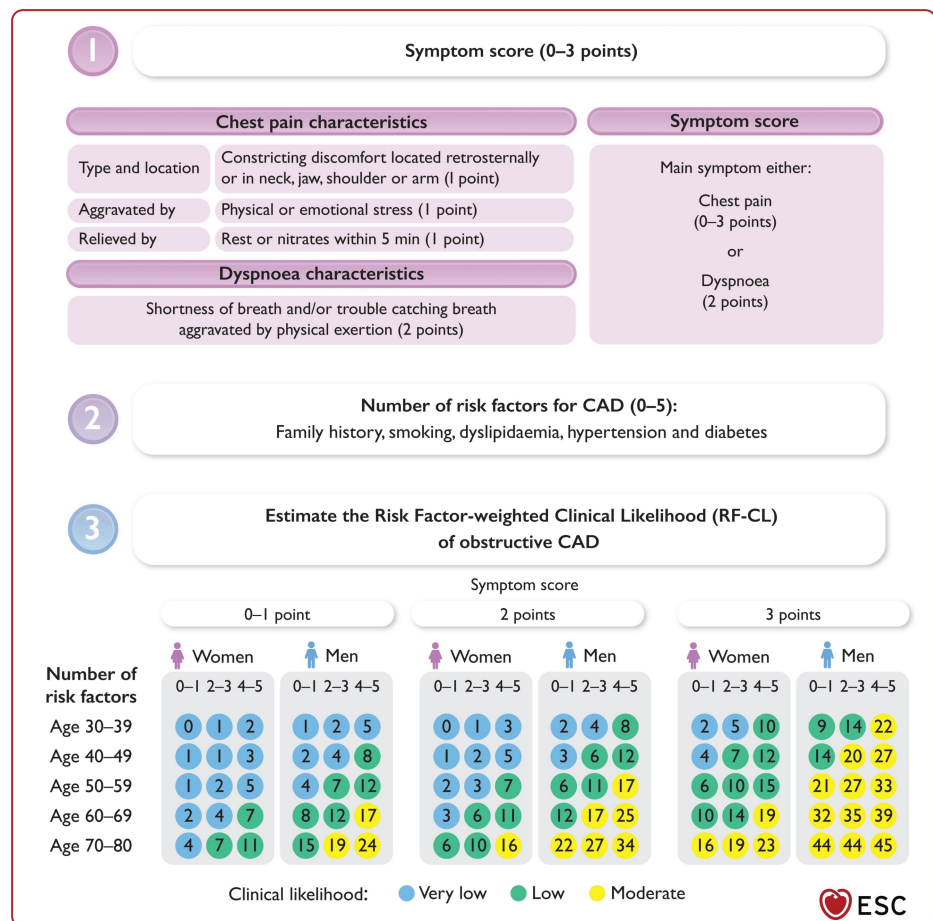 1
Symptom score (0–3 points)
Chest pain characteristics
Type and location
Constricting discomfort located retrosternally
or in neck, jaw, shoulder or arm (1 point)
Aggravated by
Physical or emotional stress (1 point)
Relieved by
Rest or nitrates within 5 min (1 point)
Dyspnoea characteristics
Shortness of breath and/or trouble catching breath
aggravated by physical exertion (2 points)
Symptom score
Main symptom either:
Chest pain
(0–3 points)
or
Dyspnoea
(2 points)
2
Number of risk factors for CAD (0–5):
Family history, smoking, dyslipidaemia, hypertension and diabetes
3
Estimate the Risk Factor-weighted Clinical Likelihood (RF-CL)
of obstructive CAD
Symptom score
0–1 point 2 points 3 points
Women Men Women Men Women Men
Number of
risk factors
0–1 2–3 4–5 0–1 2–3 4–5 0–1 2–3 4–5 0–1 2–3 4–5 0–1 2–3 4–5 0–1 2–3 4–5
Age 30–39 0 1 2 1 2 5 0 1 3 2 4 8 2 5 10 9 14 22
Age 40–49 1 1 3 2 4 8 1 2 5 3 6 12 4 7 12 14 20 27
Age 50–59 1 2 5 4 7 12 2 3 7 6 11 17 6 10 15 21 27 33
Age 60–69 2 4 7 8 12 17 3 6 11 12 17 25 10 14 19 32 35 39
Age 70–80 4 7 11 15 19 24 6 10 16 22 27 34 16 19 23 44 44 45
Clinical likelihood: Very low Low Moderate
ESC